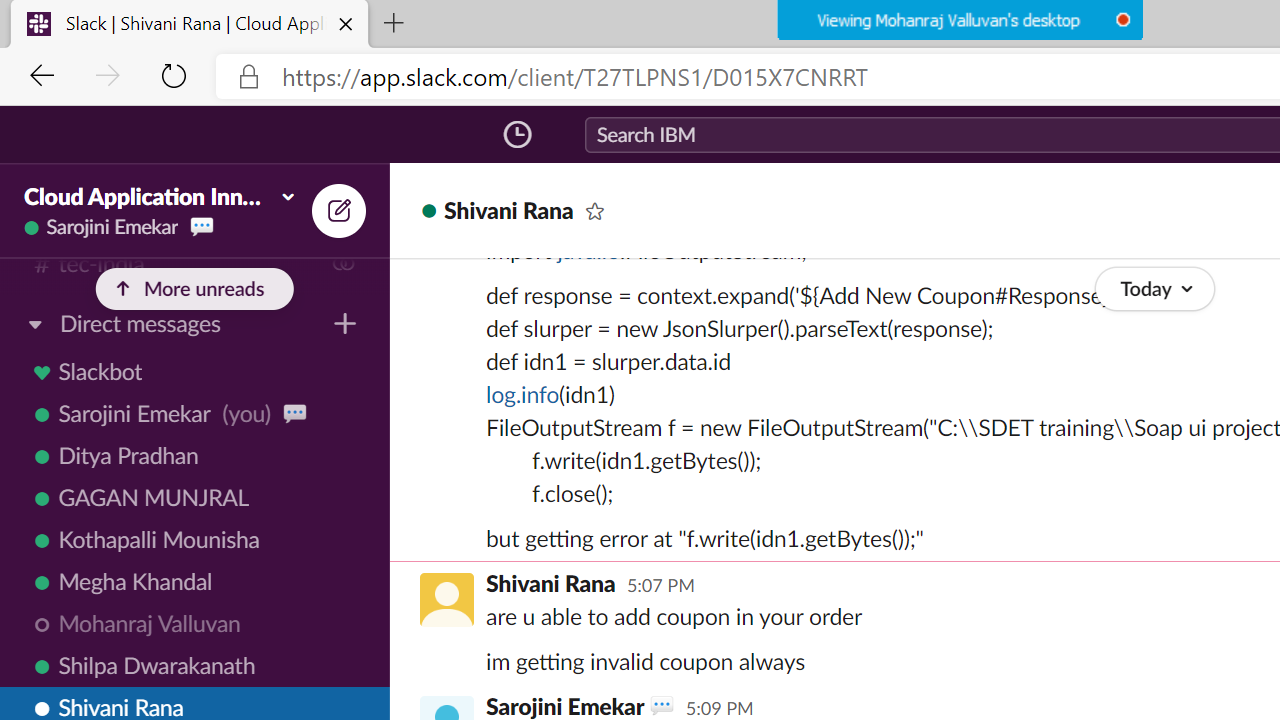 Slack | Shivani Rana | Cloud Appl
Viewing Mohanraj Valluvan's desktop
https://app.slack.com/client/T27TLPNS1/D015X7CNRRT
Search IBM
Cloud Application Inn...
Sarojini Emekar
# tec-india
More unreads
Direct messages
Slackbot
Sarojini Emekar (you)
Ditya Pradhan
GAGAN MUNJRAL
Kothapalli Mounisha
Megha Khandal
Mohanraj Valluvan
Shilpa Dwarakanath
Shivani Rana
Shivani Rana
Today
def response = context.expand('${Add New Coupon#Response
def slurper = new JsonSlurper().parseText(response);
def idn1 = slurper.data.id
log.info(idn1)
FileOutputStream f = new FileOutputStream("C:\\SDET training\\Soap ui project
f.write(idn1.getBytes());
f.close();
but getting error at "f.write(idn1.getBytes());"
Shivani Rana 5:07 PM
are u able to add coupon in your order
im getting invalid coupon always
Sarojini Emekar 5:09 PM